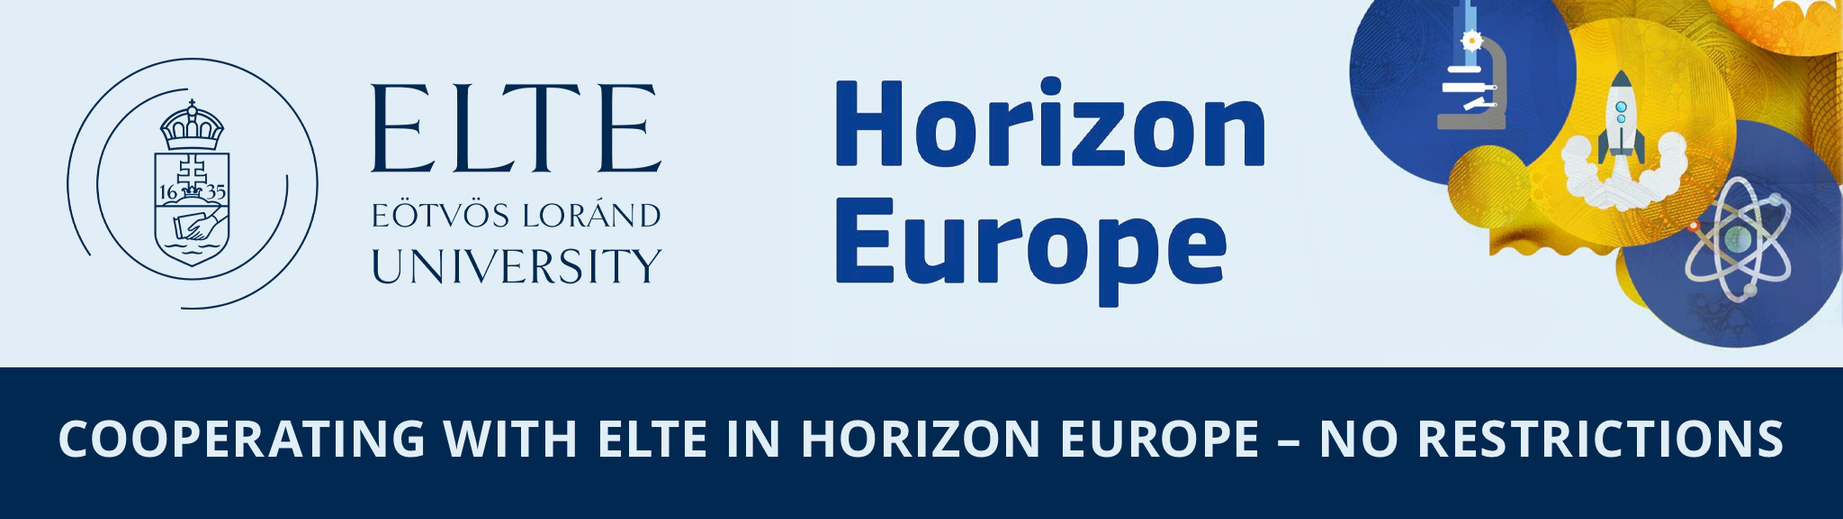 16 35
ELTE
EÖTVÖS LORÁND
UNIVERSITY
Horizon
Europe
COOPERATING WITH ELTE IN HORIZON EUROPE – NO RESTRICTIONS